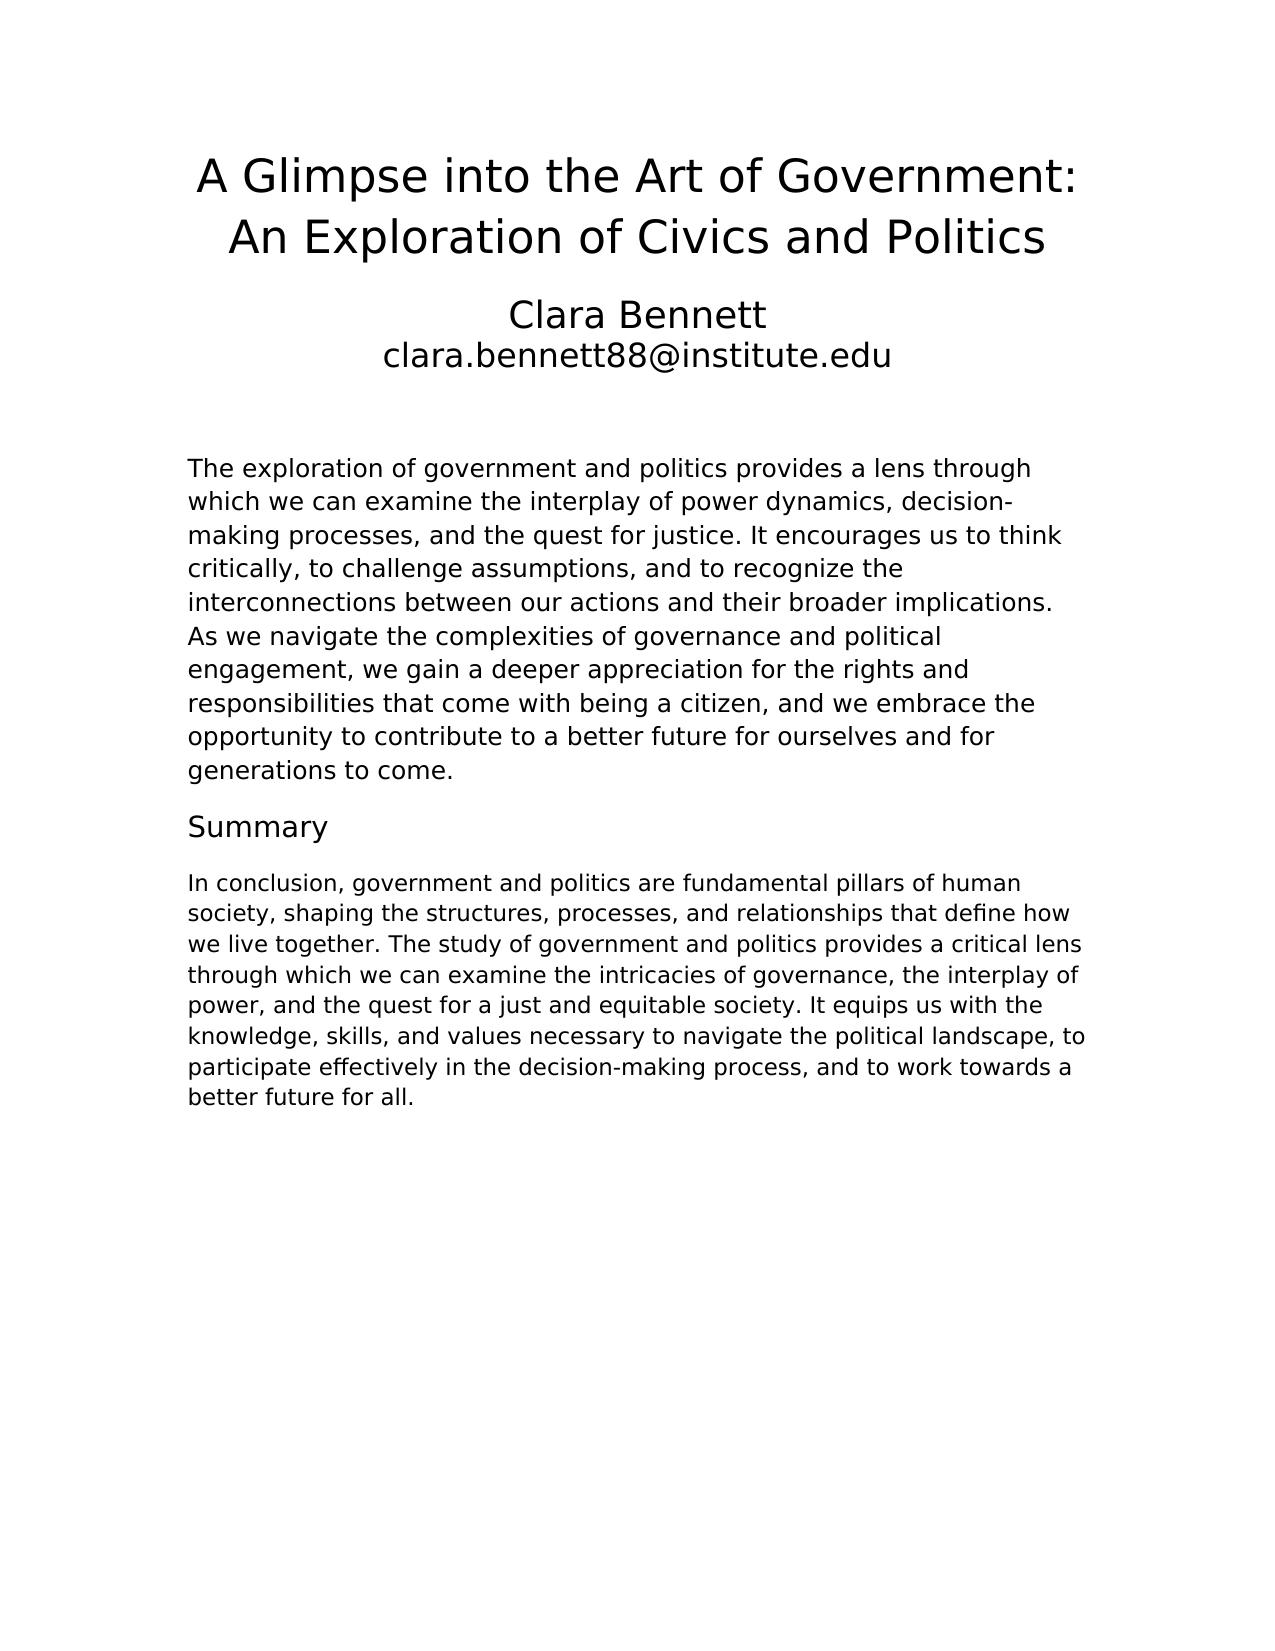 A Glimpse into the Art of Government:
An Exploration of Civics and Politics
Clara Bennett
clara.bennett88@institute.edu
The exploration of government and politics provides a lens through
which we can examine the interplay of power dynamics, decision-
making processes, and the quest for justice. It encourages us to think
critically, to challenge assumptions, and to recognize the
interconnections between our actions and their broader implications.
As we navigate the complexities of governance and political
engagement, we gain a deeper appreciation for the rights and
responsibilities that come with being a citizen, and we embrace the
opportunity to contribute to a better future for ourselves and for
generations to come.
Summary
In conclusion, government and politics are fundamental pillars of human
society, shaping the structures, processes, and relationships that define how
we live together. The study of government and politics provides a critical lens
through which we can examine the intricacies of governance, the interplay of
power, and the quest for a just and equitable society. It equips us with the
knowledge, skills, and values necessary to navigate the political landscape, to
participate effectively in the decision-making process, and to work towards a
better future for all.